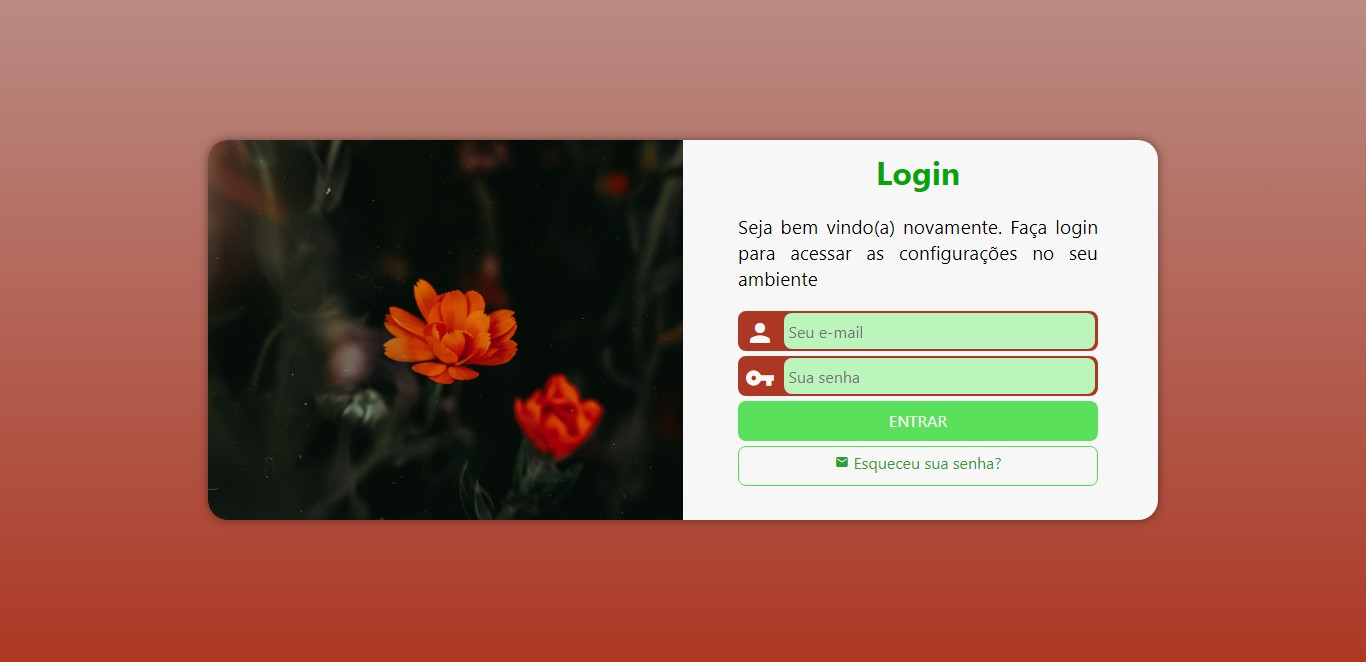 Login
Seja bem vindo(a) novamente. Faça login
para acessar as configurações no seu
ambiente
Seu e-mail
Sua senha
ENTRAR
Esqueceu sua senha?